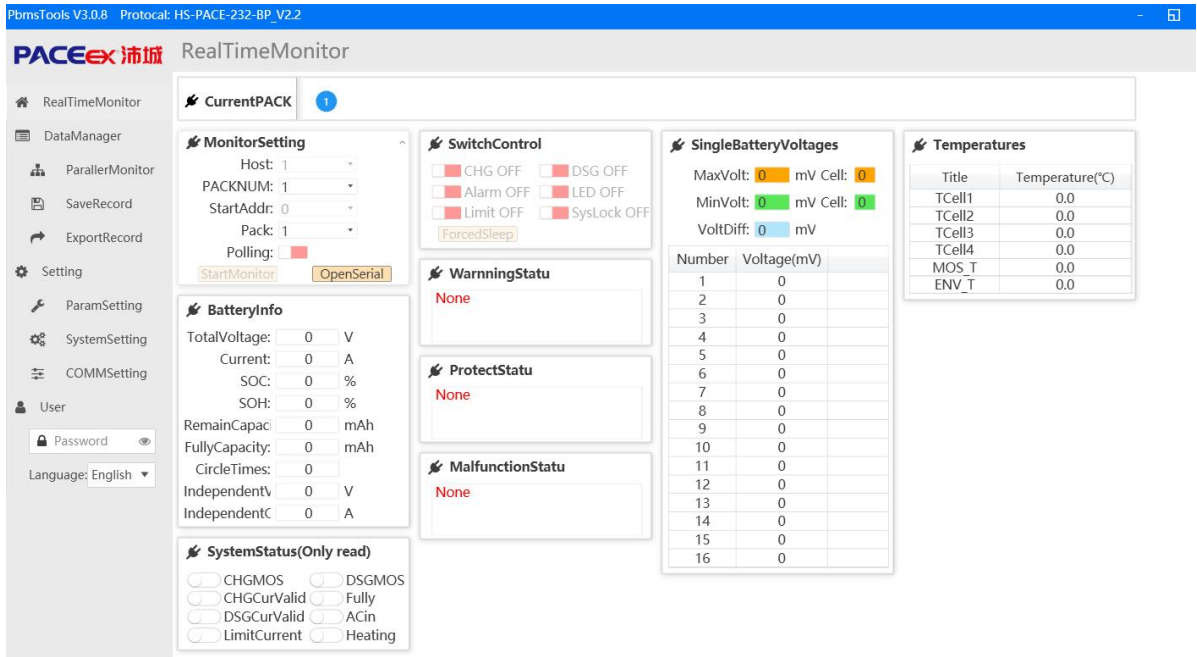 PbmsTools V3.0.8 Protocal: HS-PACE-232-BP_V2.2
PACEex 沛城
RealTimeMonitor
RealTimeMonitor
DataManager
ParallerMonitor
SaveRecord
ExportRecord
Setting
ParamSetting
SystemSetting
COMMSetting
User
Password
Language: English
CurrentPACK 1
MonitorSetting
Host: 1
PACKNUM: 1
StartAddr: 0
Pack: 1
Polling:
StartMonitor OpenSerial
BatteryInfo
TotalVoltage: 0 V
Current: 0 A
SOC: 0 %
SOH: 0 %
RemainCapac 0 mAh
FullyCapacity: 0 mAh
CircleTimes: 0
IndependentV 0 V
IndependentC 0 A
SystemStatus(Only read)
CHGMOS DSGMOS
CHGCurValid Fully
DSGCurValid ACin
LimitCurrent Heating
SwitchControl
CHG OFF DSG OFF
Alarm OFF LED OFF
Limit OFF SysLock OFF
ForcedSleep
WarnningStatu
None
ProtectStatu
None
MalfunctionStatu
None
SingleBatteryVoltages
MaxVolt: 0 mV Cell: 0
MinVolt: 0 mV Cell: 0
VoltDiff: 0 mV
Number Voltage(mV)
1 0
2 0
3 0
4 0
5 0
6 0
7 0
8 0
9 0
10 0
11 0
12 0
13 0
14 0
15 0
16 0
Temperatures
Title Temperature(℃)
TCell1 0.0
TCell2 0.0
TCell3 0.0
TCell4 0.0
MOS_T 0.0
ENV_T 0.0